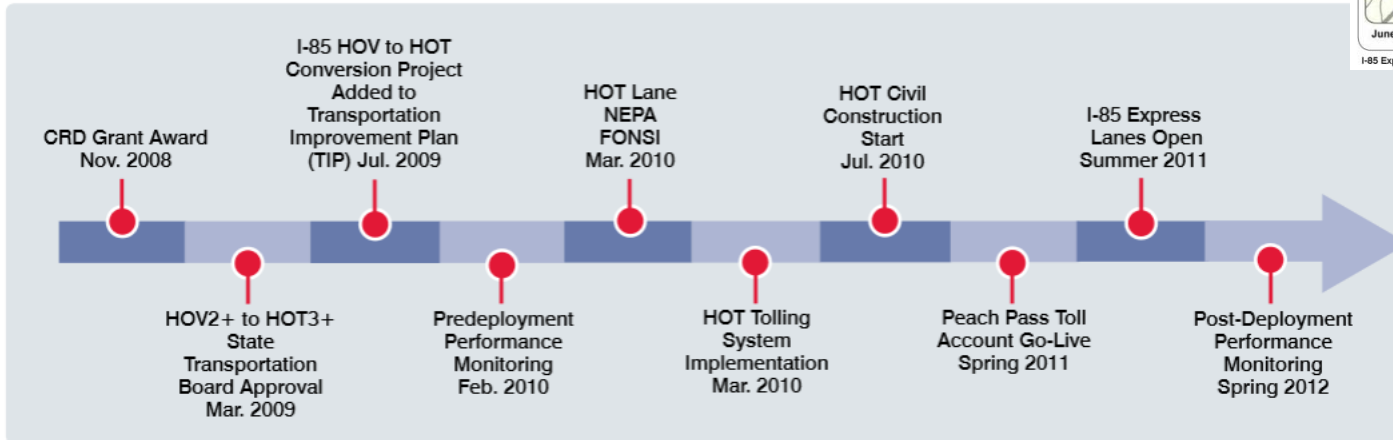 June
I-85 Exp
CRD Grant Award
Nov. 2008
I-85 HOV to HOT
Conversion Project
Added to
Transportation
Improvement Plan
(TIP) Jul. 2009
HOT Lane
NEPA
FONSI
Mar. 2010
HOT Civil
Construction
Start
Jul. 2010
I-85 Express
Lanes Open
Summer 2011
HOV2+ to HOT3+
State
Transportation
Board Approval
Mar. 2009
Predeployment
Performance
Monitoring
Feb. 2010
HOT Tolling
System
Implementation
Mar. 2010
Peach Pass Toll
Account Go-Live
Spring 2011
Post-Deployment
Performance
Monitoring
Spring 2012